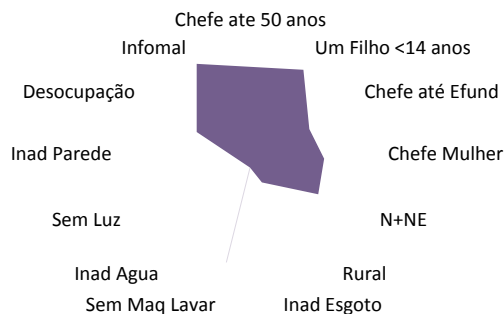 Chefe ate 50 anos
Infomal
Um Filho <14 anos
Desocupação
Chefe até Efund
Inad Parede
Chefe Mulher
Sem Luz
N+NE
Inad Agua
Rural
Sem Maq Lavar
Inad Esgoto